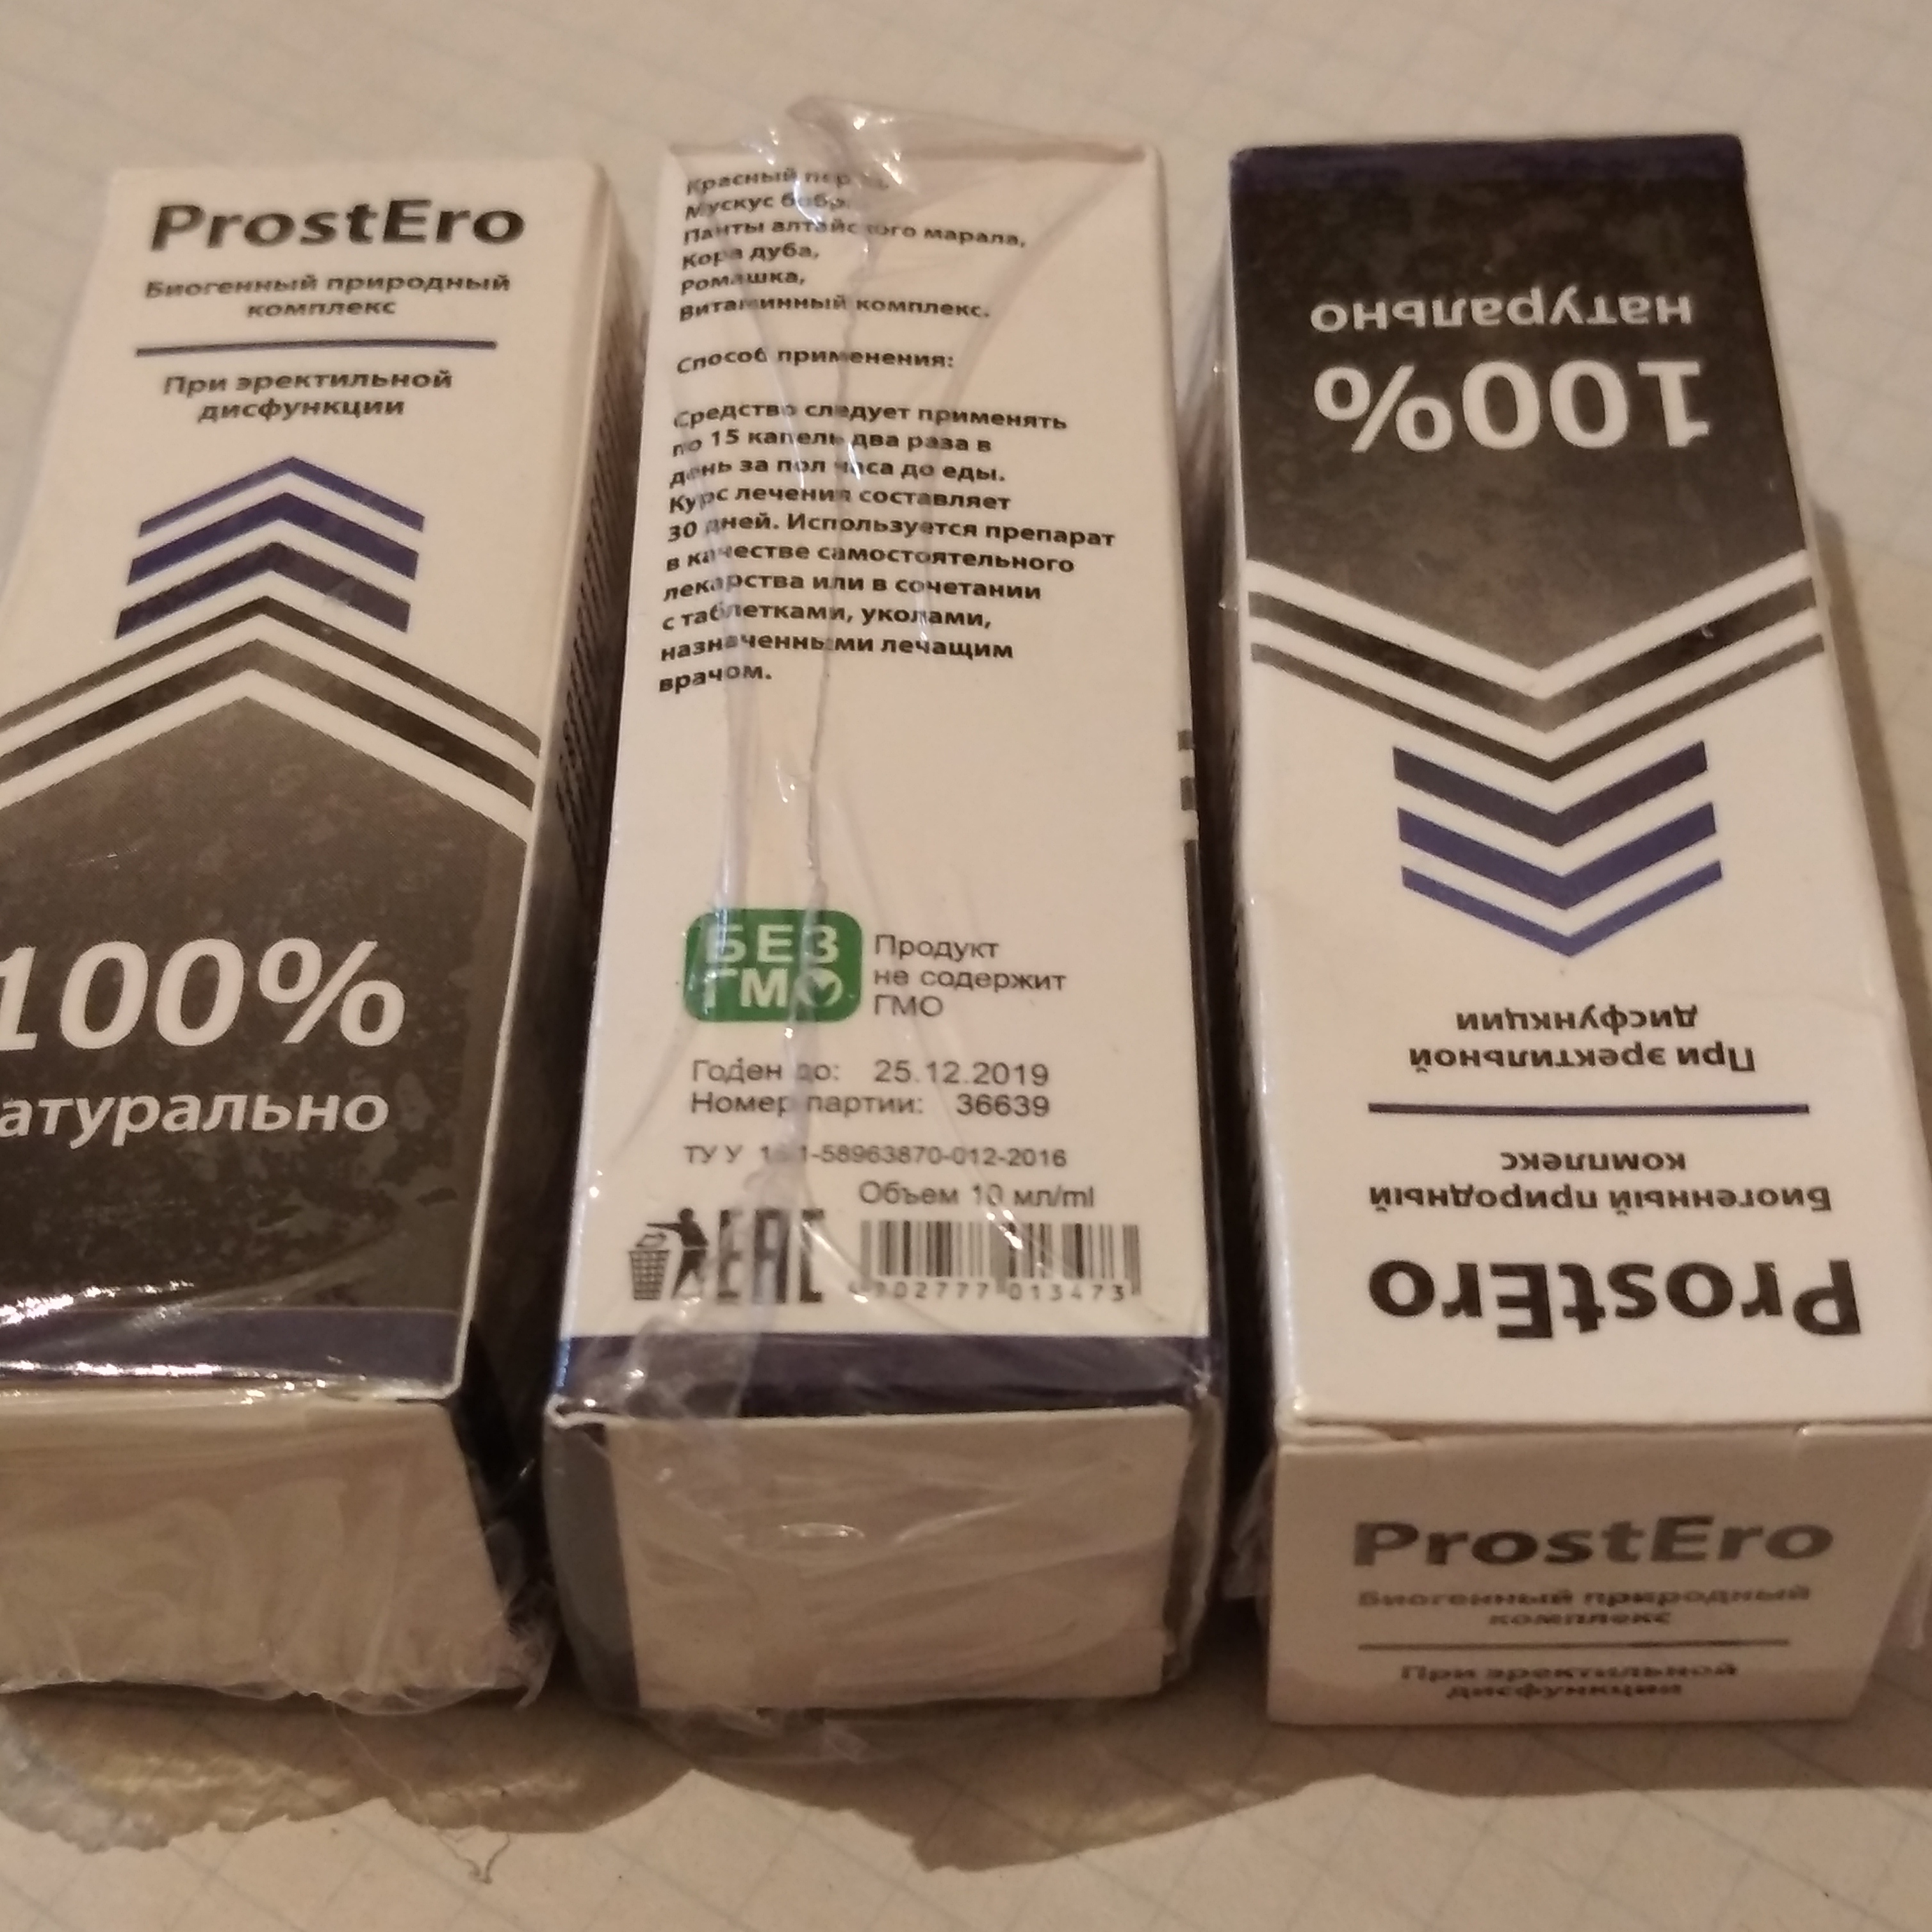 ProstEro
Биогенный природный
комплекс
При эректильной
дисфункции
100%
атурально
Красный
Мускус
Панты алтайского марала,
Кора дуба,
Ромашка,
Витаминный комплекс.
Способ применения:
Средство следует применять
по 15 капель два раза в
день за пол часа до еды.
Курс лечения составляет
30 дней. Используется препарат
в качестве самостоятельного
лекарства или в сочетании
с таблетками, уколами,
назначенными лечащим
врачом.
БЕЗ
ГМО
Продукт
не содержит
ГМО
Годен до: 25.12.2019
Номер партии: 36639
ТУ У
Объем 10 мл/ml
EAC
902777 013473
ProstEro
Биогенный природный
комплекс
При эректильной
дисфункции
100%
натурально
ProstEro
Биогенный природный
комплекс
При эректильной
дисфункции